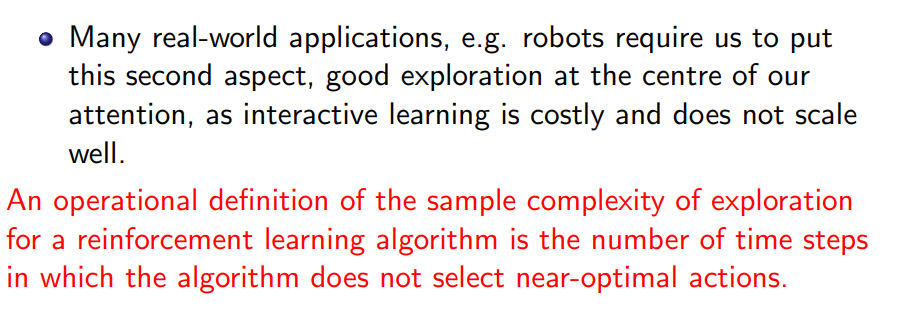 Many real-world applications, e.g. robots require us to put
this second aspect, good exploration at the centre of our
attention, as interactive learning is costly and does not scale
well.
An operational definition of the sample complexity of exploration
for a reinforcement learning algorithm is the number of time steps
in which the algorithm does not select near-optimal actions.